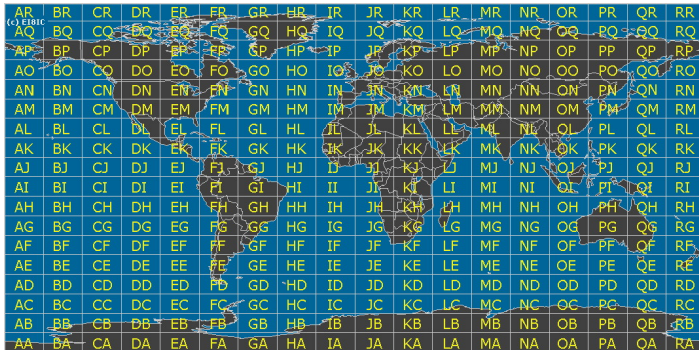 AR BR CR DR ER FR GR HR IR JR KR LR MR NR OR PR QR RR
(c) EI8IC
AQ BQ CQ DQ EQ FQ GQ HQ IQ JQ KQ LQ MQ NQ OQ PQ QQ RQ
AP BP CP DP EP FP GP HP IP JP KP LP MP NP OP PP QP RP
AO BO CO DO EO FO GO HO IO JO KO LO MO NO OO PO QO RO
AN BN CN DN EN FN GN HN IN JN KN LN MN NN ON PN QN RN
AM BM CM DM EM FM GM HM IM JM KM LM MM NM OM PM QM RM
AL BL CL DL EL FL GL HL IL JL KL LL ML NL OL PL QL RL
AK BK CK DK EK FK GK HK IK JK KK LK MK NK OK PK QK RK
AJ BJ CJ DJ EJ FJ GJ HJ IJ JJ KJ LJ MJ NJ OJ PJ QJ RJ
AI BI CI DI EI FI GI HI II JI KI LI MI NI OI PI QI RI
AH BH CH DH EH FH GH HH IH JH KH LH MH NH OH PH QH RH
AG BG CG DG EG FG GG HG IG JG KG LG MG NG OG PG QG RG
AF BF CF DF EF FF GF HF IF JF KF LF MF NF OF PF QF RF
AE BE CE DE EE FE GE HE IE JE KE LE ME NE OE PE QE RE
AD BD CD DD ED FD GD HD ID JD KD LD MD ND OD PD QD RD
AC BC CC DC EC FC GC HC IC JC KC LC MC NC OC PC QC RC
AB BB CB DB EB FB GB HB IB JB KB LB MB NB OB PB QB RB
AA BA CA DA EA FA GA HA IA JA KA LA MA NA OA PA QA RA